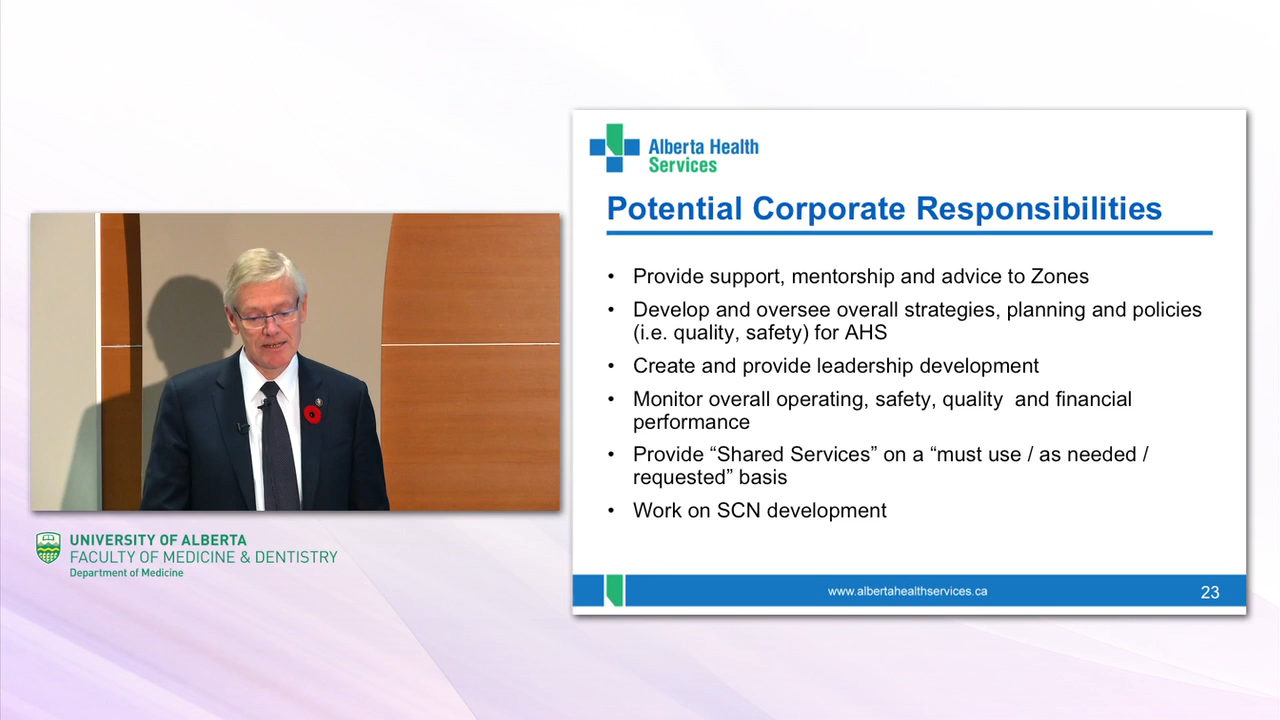 Alberta Health
Services
Potential Corporate Responsibilities
• Provide support, mentorship and advice to Zones
• Develop and oversee overall strategies, planning and policies
(i.e. quality, safety) for AHS
• Create and provide leadership development
• Monitor overall operating, safety, quality and financial
performance
• Provide “Shared Services” on a “must use / as needed /
requested” basis
• Work on SCN development
www.albertahealthservices.ca
23
UNIVERSITY OF ALBERTA
FACULTY OF MEDICINE & DENTISTRY
Department of Medicine